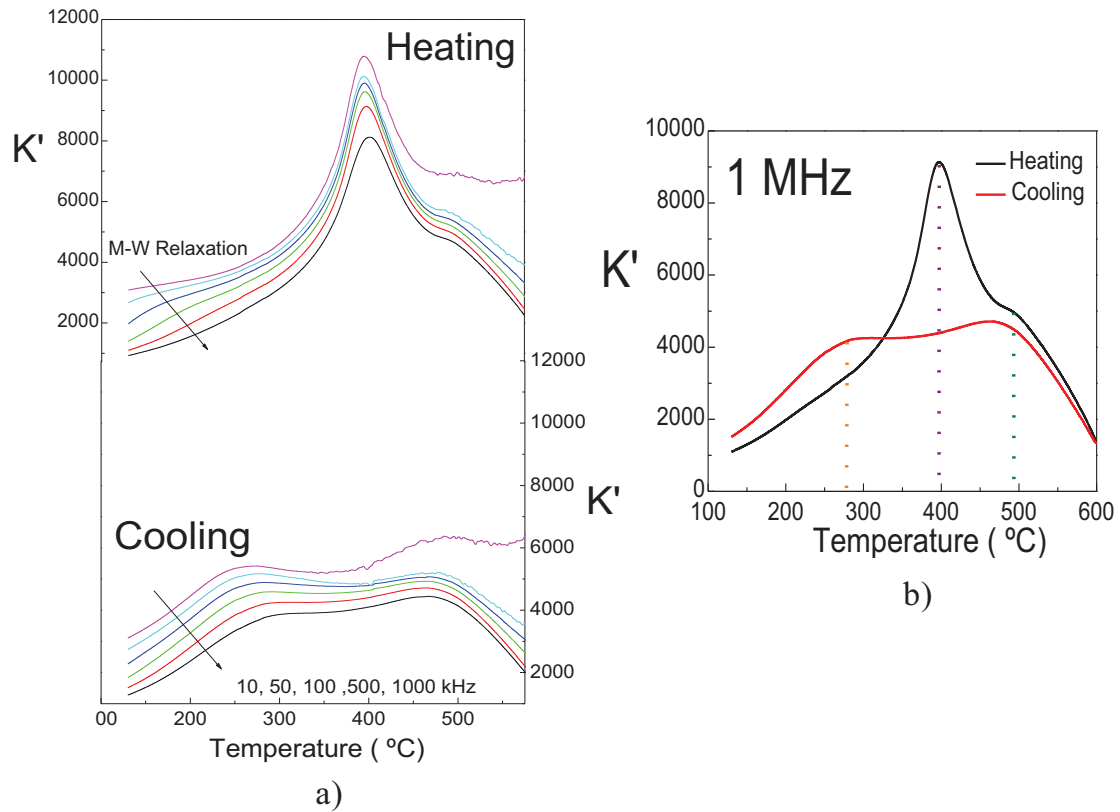 12000
10000
8000
6000
4000
2000
K'
Heating
M-W Relaxation
12000
10000
8000
6000
4000
2000
K'
Cooling
10, 50, 100 ,500, 1000 kHz
00 200 300 400 500
Temperature ( ºC)
a)
10000
8000
6000
4000
2000
0
K'
1 MHz
Heating
Cooling
100 200 300 400 500 600
Temperature ( ºC)
b)